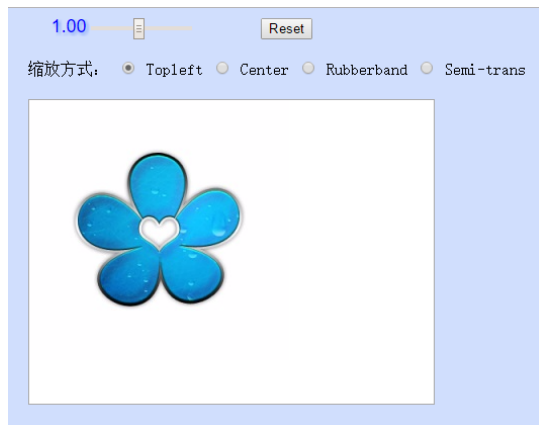 1.00 Reset
缩放方式： Topleft Center Rubberband Semi-trans